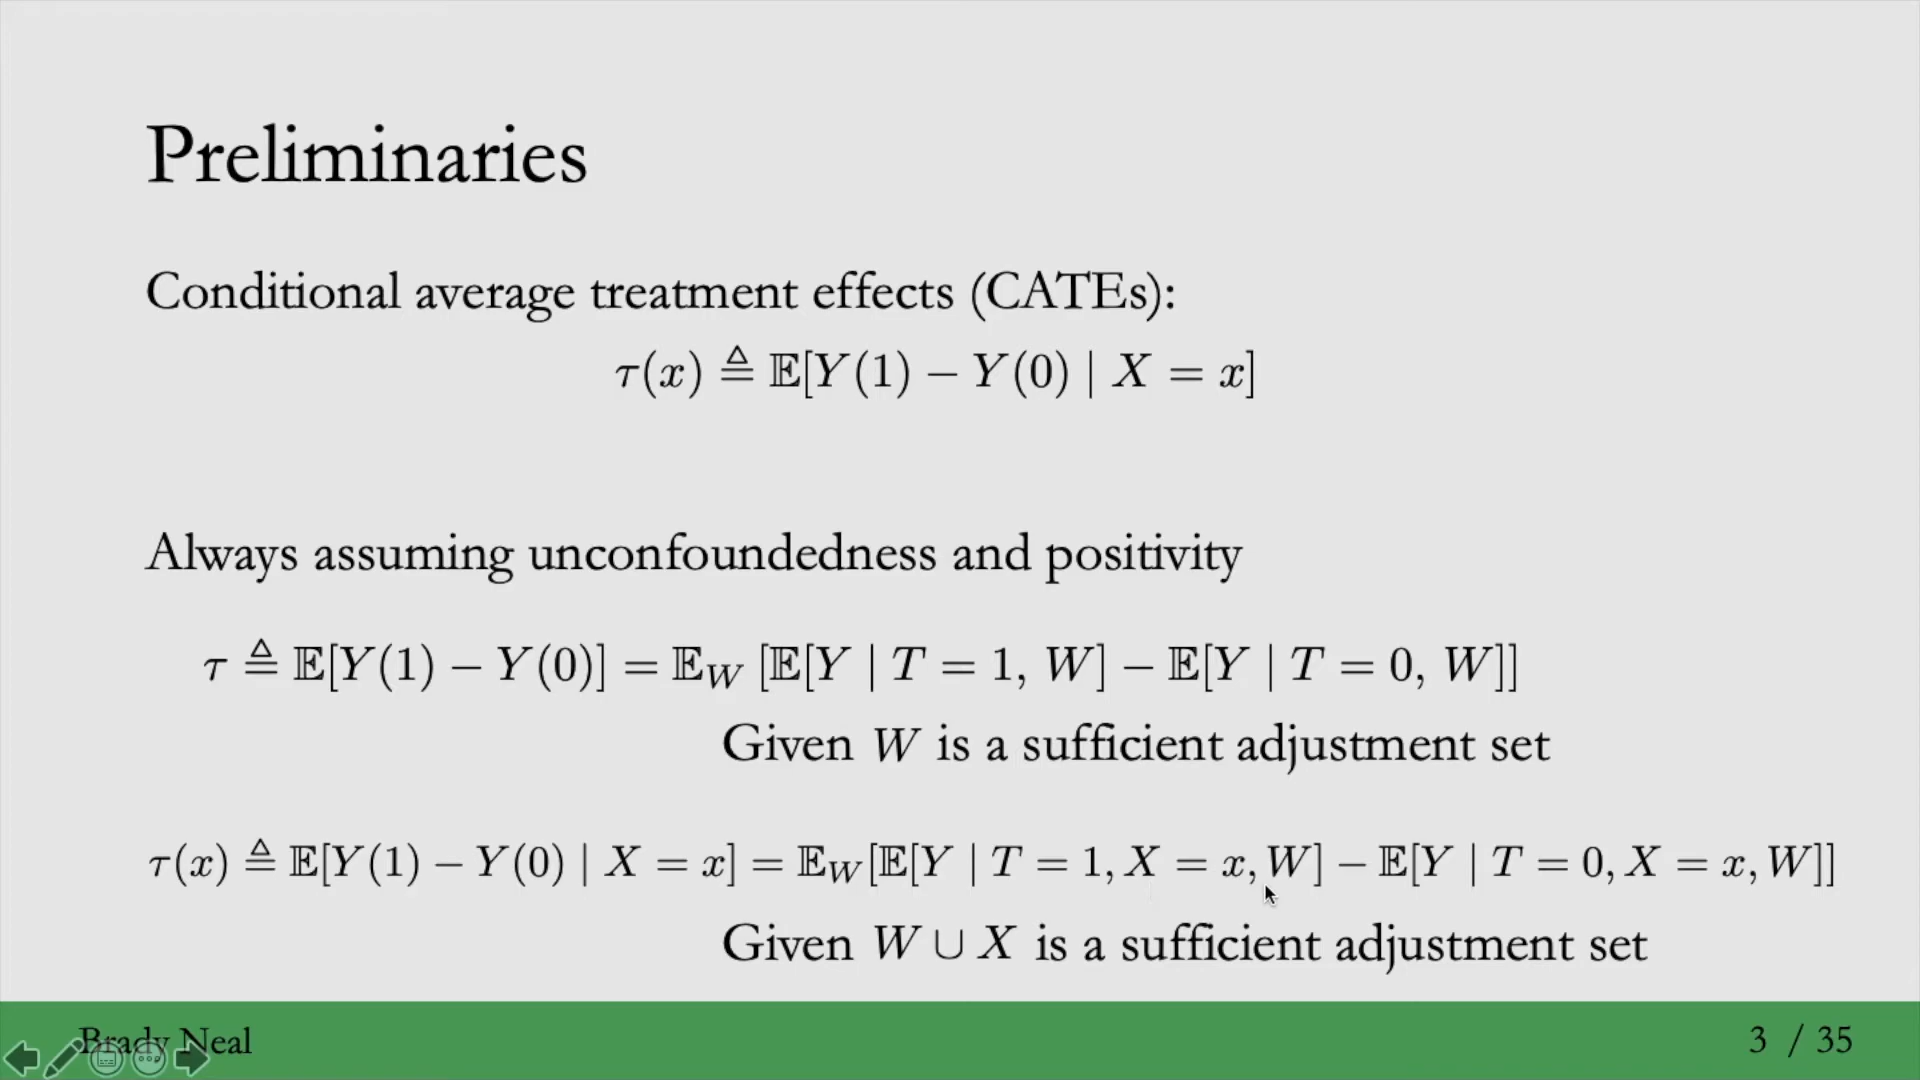 Preliminaries
Conditional average treatment effects (CATEs):
τ(x) ≜ 𝔼[Y(1) − Y(0) | X = x]
Always assuming unconfoundedness and positivity
τ ≜ 𝔼[Y(1) − Y(0)] = 𝔼_W [𝔼[Y | T = 1, W] − 𝔼[Y | T = 0, W]]
Given W is a sufficient adjustment set
τ(x) ≜ 𝔼[Y(1) − Y(0) | X = x] = 𝔼_W[𝔼[Y | T = 1, X = x, W] − 𝔼[Y | T = 0, X = x, W]]
Given W ∪ X is a sufficient adjustment set
Brady Neal
3 / 35